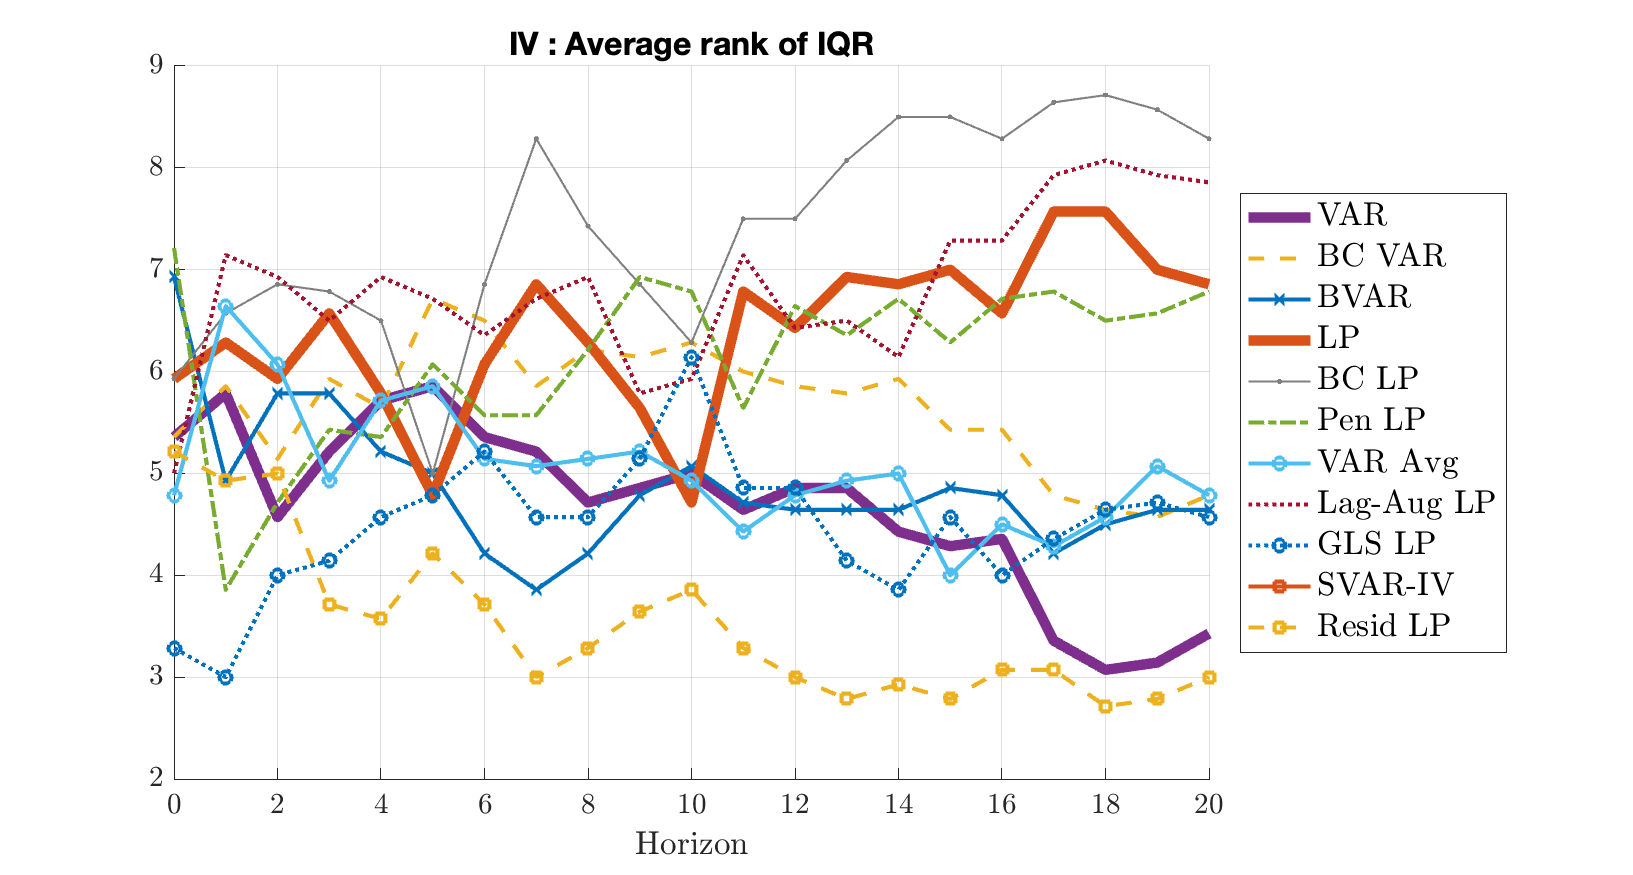 IV : Average rank of IQR
9
8
7
6
5
4
3
2
0 2 4 6 8 10 12 14 16 18 20
Horizon
VAR
BC VAR
BVAR
LP
BC LP
Pen LP
VAR Avg
Lag-Aug LP
GLS LP
SVAR-IV
Resid LP